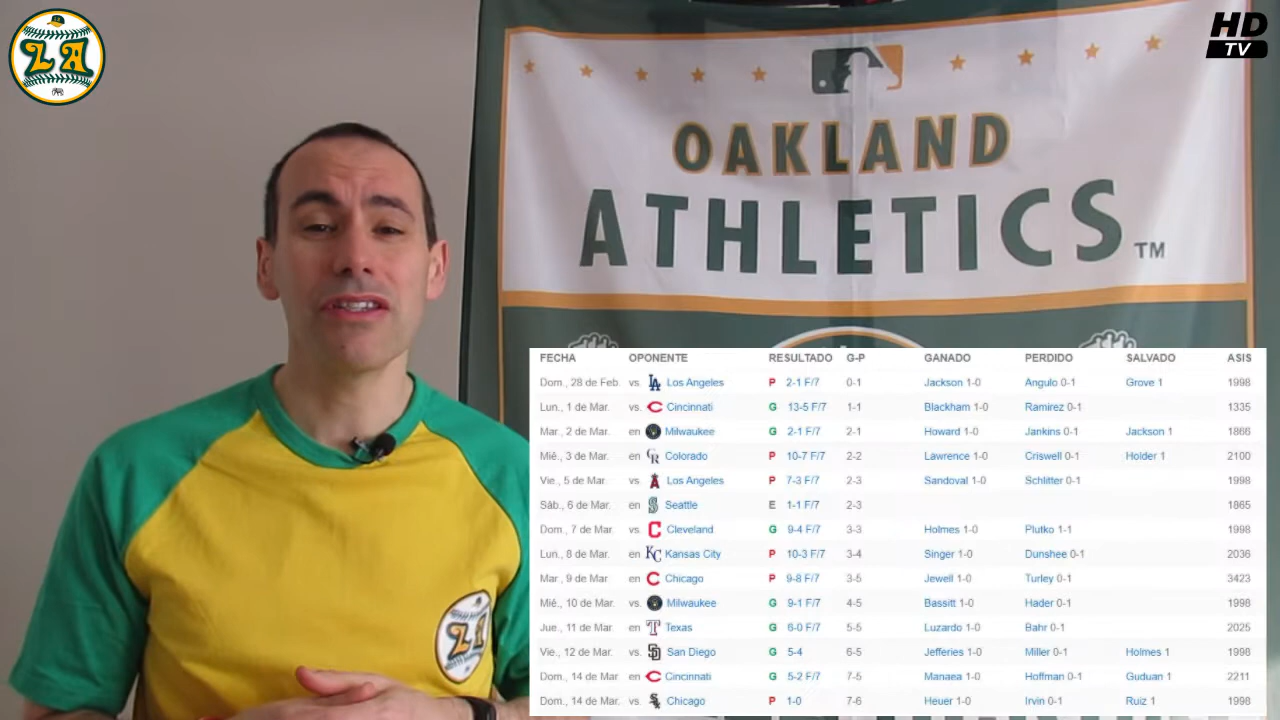 LA
HD
TV
OAKLAND
ATHLETICS TM
LA
FECHA OPONENTE RESULTADO G-P GANADO PERDIDO SALVADO ASIS
Dom., 28 de Feb. vs. Los Angeles P 2-1 F/7 0-1 Jackson 1-0 Angulo 0-1 Grove 1 1998
Lun., 1 de Mar. vs. Cincinnati G 13-5 F/7 1-1 Blackham 1-0 Ramirez 0-1 1335
Mar., 2 de Mar. en Milwaukee G 2-1 F/7 2-1 Howard 1-0 Jankins 0-1 Jackson 1 1866
Mié., 3 de Mar. en Colorado P 10-7 F/7 2-2 Lawrence 1-0 Criswell 0-1 Holder 1 2100
Vie., 5 de Mar. vs. Los Angeles P 7-3 F/7 2-3 Sandoval 1-0 Schlitter 0-1 1998
Sáb., 6 de Mar. en Seattle E 1-1 F/7 2-3 1865
Dom., 7 de Mar. vs. Cleveland G 9-4 F/7 3-3 Holmes 1-0 Plutko 1-1 1998
Lun., 8 de Mar. en Kansas City P 10-3 F/7 3-4 Singer 1-0 Dunshee 0-1 2036
Mar., 9 de Mar. en Chicago P 9-8 F/7 3-5 Jewell 1-0 Turley 0-1 3423
Mié., 10 de Mar. vs. Milwaukee G 9-1 F/7 4-5 Bassitt 1-0 Hader 0-1 1998
Jue., 11 de Mar. en Texas G 6-0 F/7 5-5 Luzardo 1-0 Bahr 0-1 2025
Vie., 12 de Mar. vs. San Diego G 5-4 6-5 Jefferies 1-0 Miller 0-1 Holmes 1 1998
Dom., 14 de Mar. en Cincinnati G 5-2 F/7 7-5 Manaea 1-0 Hoffman 0-1 Guduan 1 2211
Dom., 14 de Mar. vs. Chicago P 1-0 7-6 Heuer 1-0 Irvin 0-1 Ruiz 1 1998